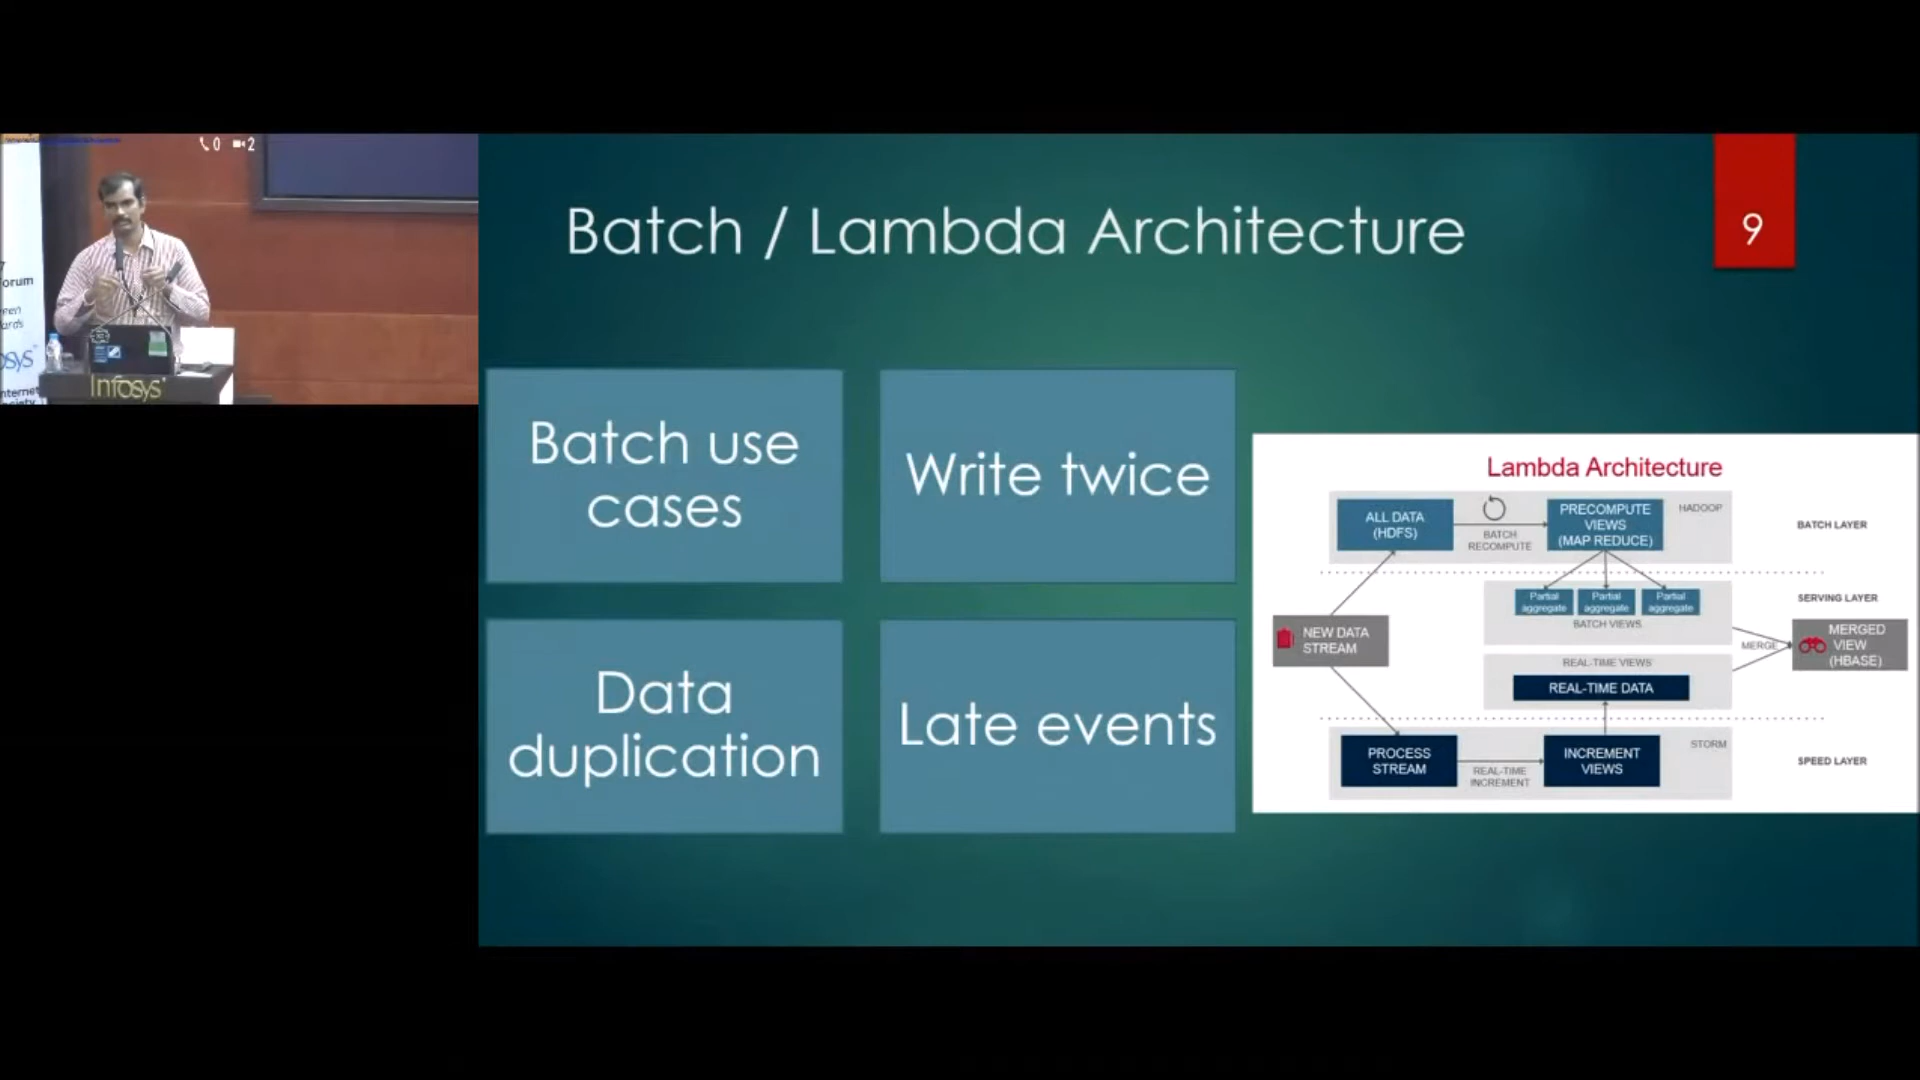 0 2
orum
Infosys
Batch / Lambda Architecture
9
Batch use
cases
Write twice
Data
duplication
Late events
Lambda Architecture
ALL DATA
(HDFS)
BATCH
RECOMPUTE
PRECOMPUTE
VIEWS
(MAP REDUCE)
HADOOP
BATCH LAYER
Partial
aggregate
Partial
aggregate
Partial
aggregate
BATCH VIEWS
SERVING LAYER
NEW DATA
STREAM
REAL-TIME VIEWS
REAL-TIME DATA
MERGE
MERGED
VIEW
(HBASE)
PROCESS
STREAM
REAL-TIME
INCREMENT
INCREMENT
VIEWS
STORM
SPEED LAYER